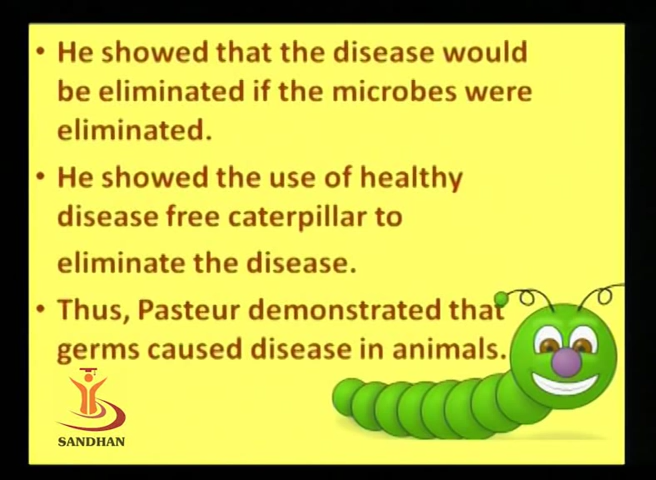 • He showed that the disease would
be eliminated if the microbes were
eliminated.
• He showed the use of healthy
disease free caterpillar to
eliminate the disease.
• Thus, Pasteur demonstrated that
germs caused disease in animals.
SANDHAN